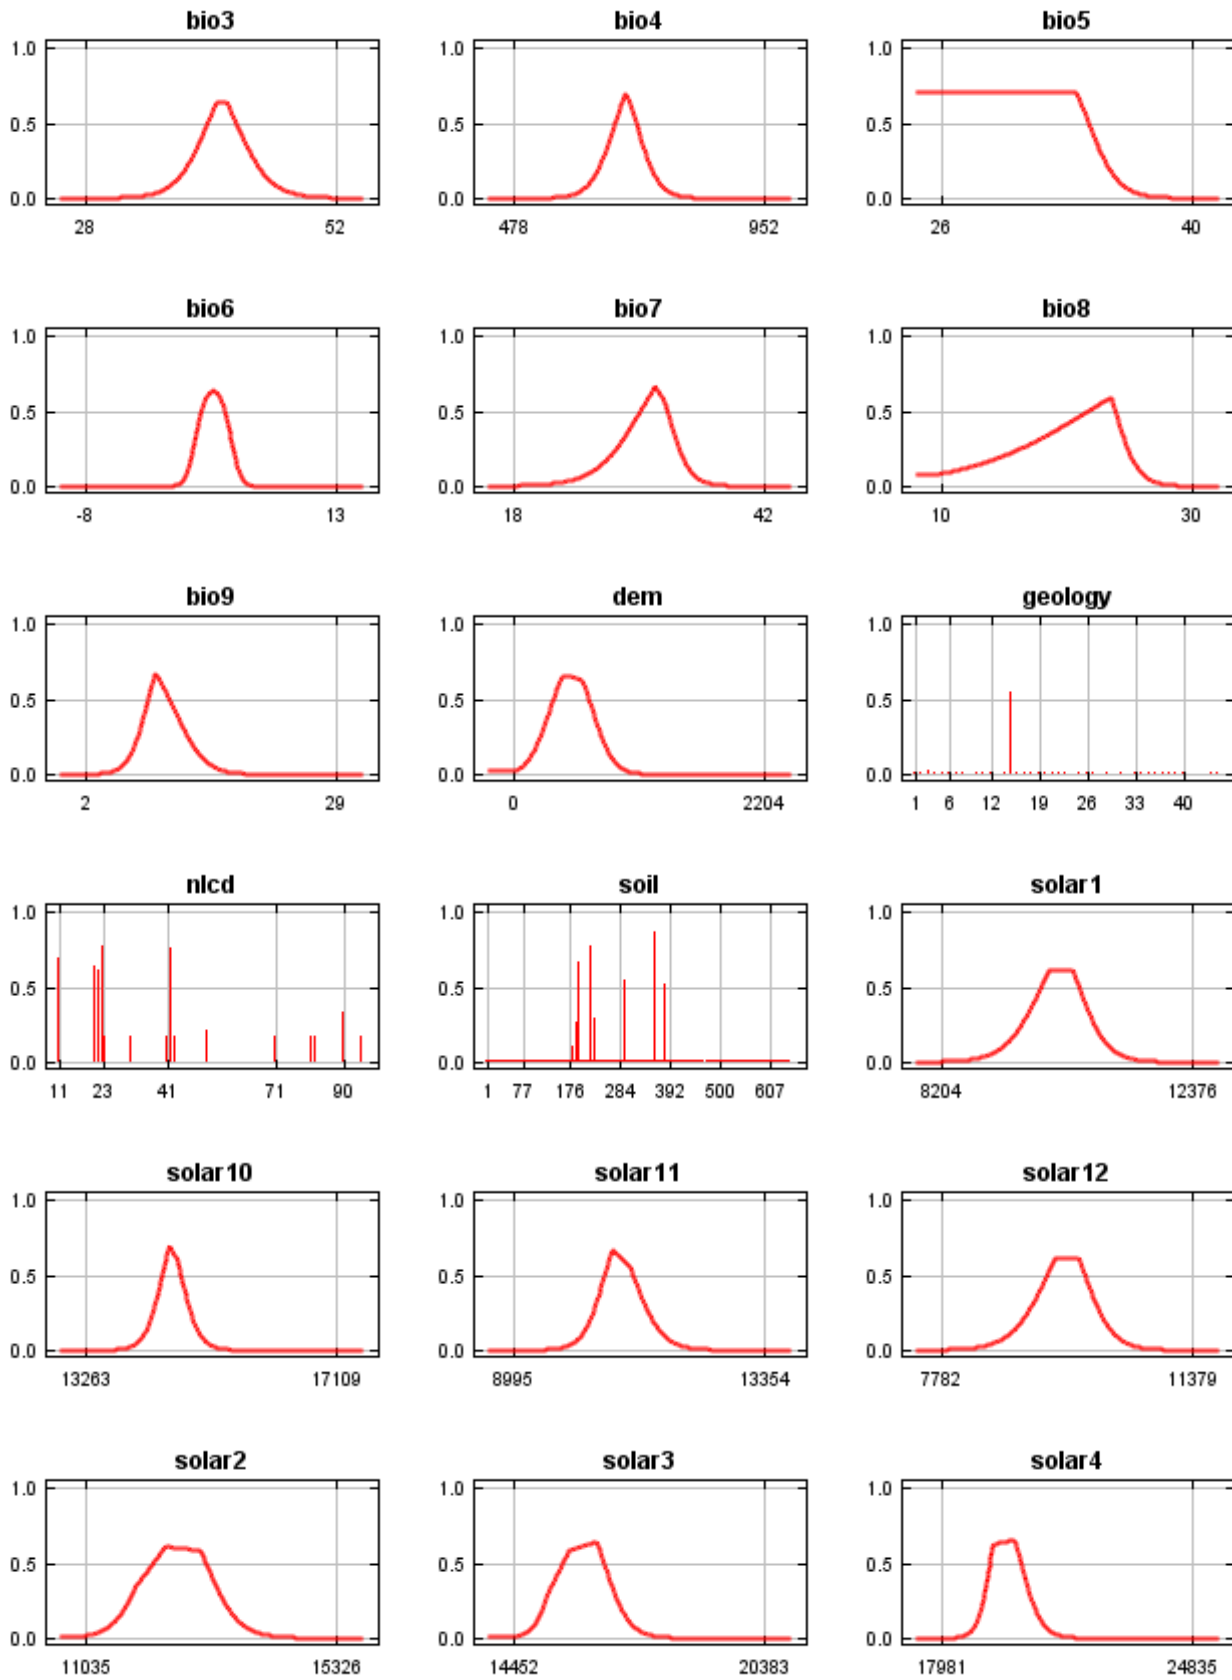 bio3 bio4 bio5
1.0 1.0 1.0
0.5 0.5 0.5
0.0 0.0 0.0
28 52 478 952 26 40
bio6 bio7 bio8
1.0 1.0 1.0
0.5 0.5 0.5
0.0 0.0 0.0
-8 13 18 42 10 30
bio9 dem geology
1.0 1.0 1.0
0.5 0.5 0.5
0.0 0.0 0.0
2 29 0 2204 1 6 12 19 26 33 40
nlcd soil solar1
1.0 1.0 1.0
0.5 0.5 0.5
0.0 0.0 0.0
11 23 41 71 90 1 77 176 284 392 500 607 8204 12376
solar10 solar11 solar12
1.0 1.0 1.0
0.5 0.5 0.5
0.0 0.0 0.0
13263 17109 8995 13354 7782 11379
solar2 solar3 solar4
1.0 1.0 1.0
0.5 0.5 0.5
0.0 0.0 0.0
11035 15326 14452 20383 17981 24835